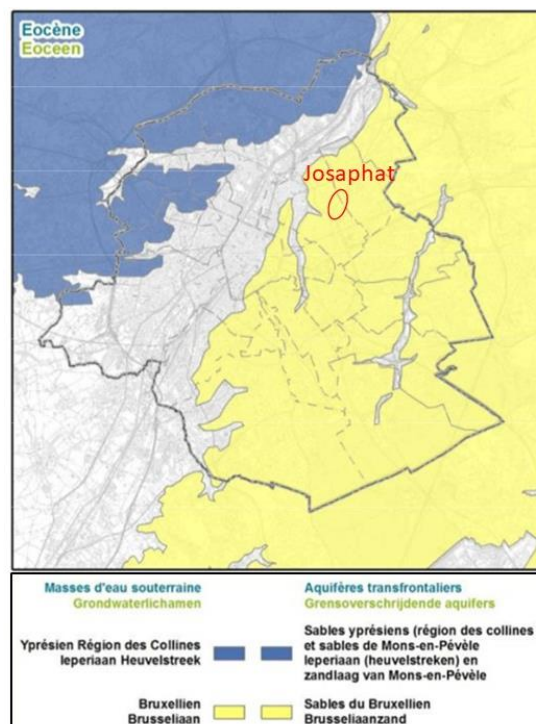 Eocène
Eoceen
Josaphat
Masses d'eau souterraine
Grondwaterlichamen
Aquifères transfrontaliers
Grensoverschrijdende aquifers
Yprésien Région des Collines
Ieperiaan Heuvelstreek
Sables yprésiens (région des collines
et sables de Mons-en-Pévèle
Ieperiaan (heuvelstreken) en
zandlaag van Mons-en-Pévèle
Bruxellien
Brusseliaan
Sables du Bruxellien
Brusseliaanzand